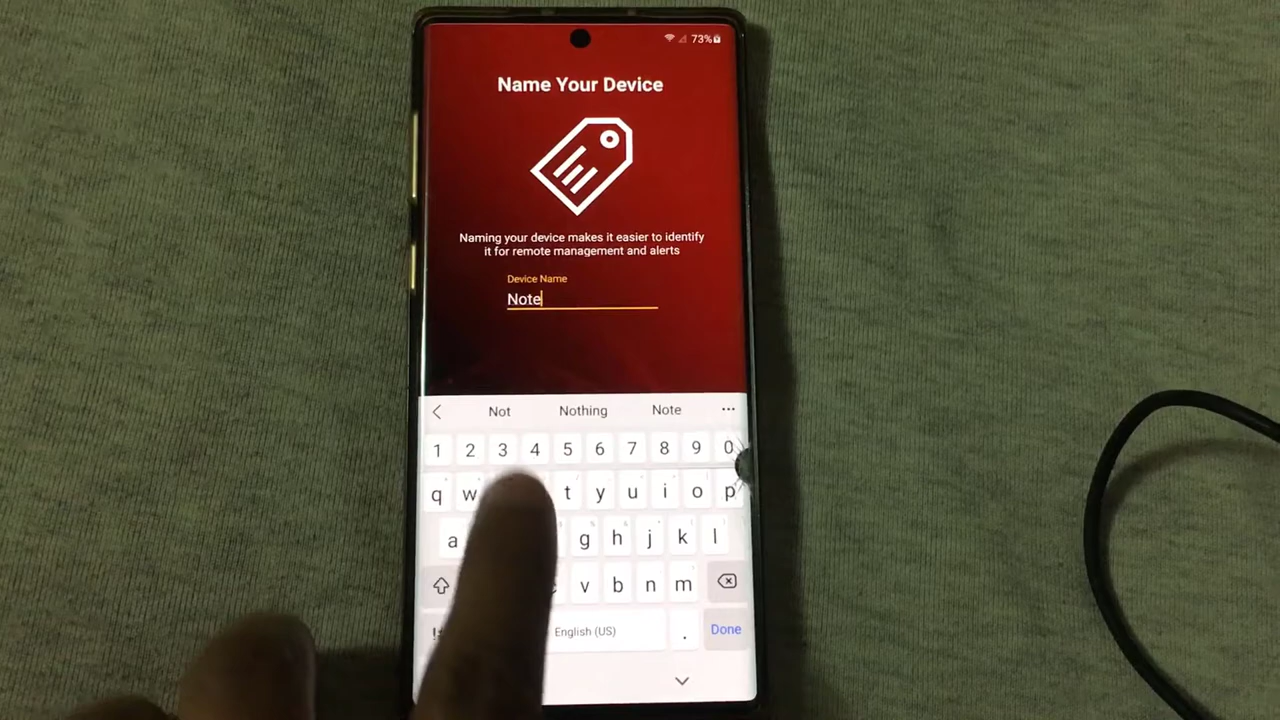 73%
Name Your Device
Naming your device makes it easier to identify
it for remote management and alerts
Device Name
Note
Not Nothing Note ...
1 2 3 4 5 6 7 8 9 0
q w t y u i o p
a g h j k l
v b n m
English (US) . Done